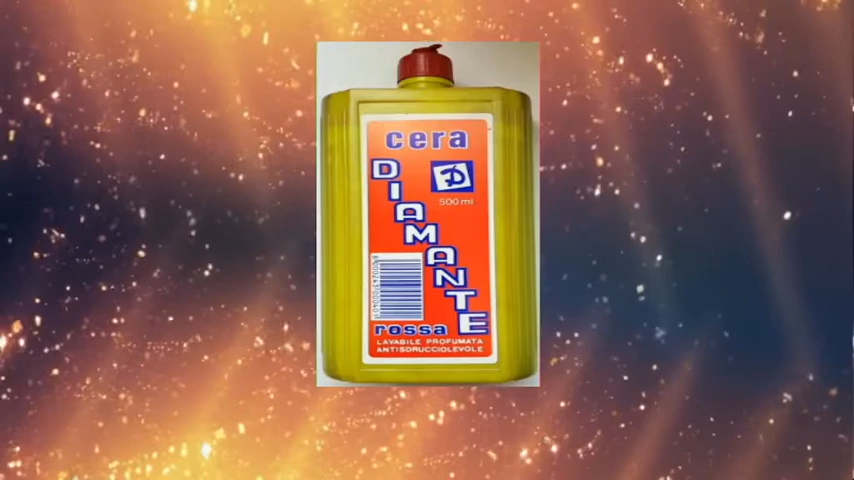 cera
DIAMANTE
500 ml
rossa
LAVABILE PROFUMATA
ANTISDRUCCIOLEVOLE